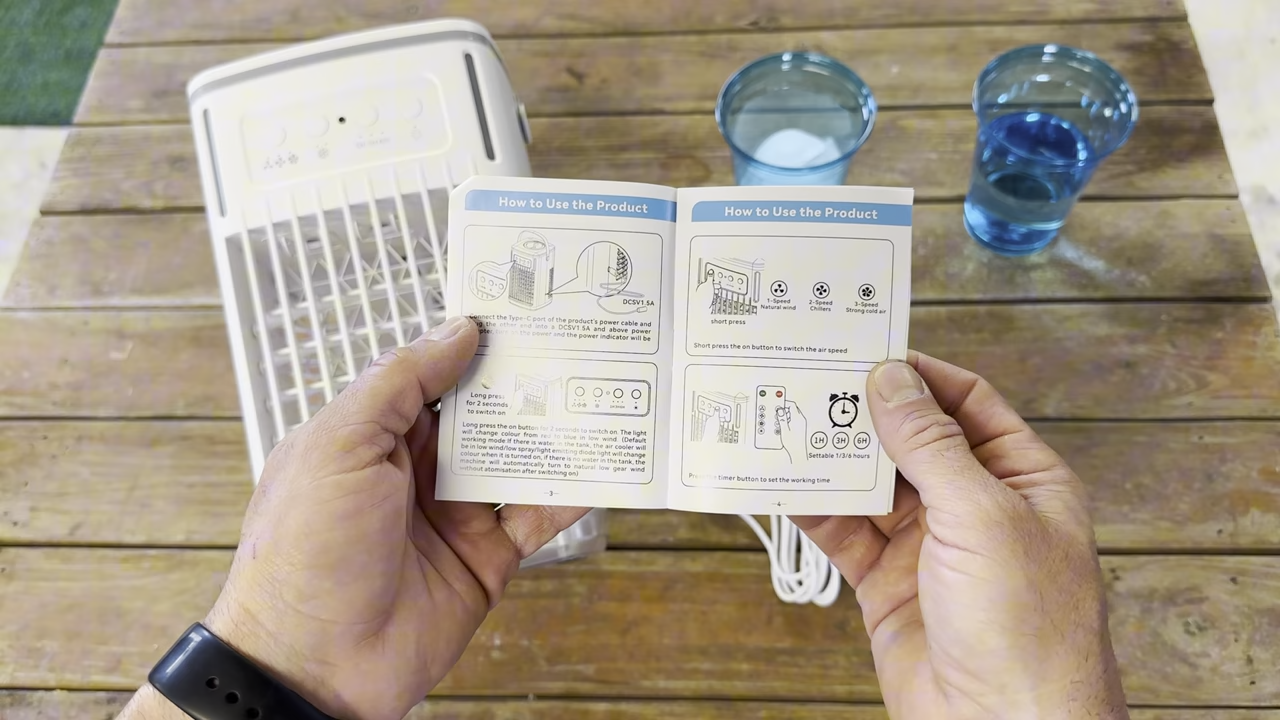 How to Use the Product
DCSV1.5A
Connect the Type-C port of the product's power cable and
the other end into a DCSV1.5A and above power
on the power and the power indicator will be
Long press
for 2 seconds
to switch on
Long press the on button for 2 seconds to switch on. The light
will change colour from red to blue in low wind. (Default
working mode If there is water in the tank, the air cooler will
be in low wind/low spray/light emitting diode light will change
colour when it is turned on, if there is no water in the tank, the
machine will automatically turn to natural low gear wind
without atomisation after switching on)
—3—
How to Use the Product
short press
1-Speed
Natural wind
2-Speed
Chillers
3-Speed
Strong cold air
Short press the on button to switch the air speed
1H 3H 6H
Settable 1/3/6 hours
timer button to set the working time
—4—